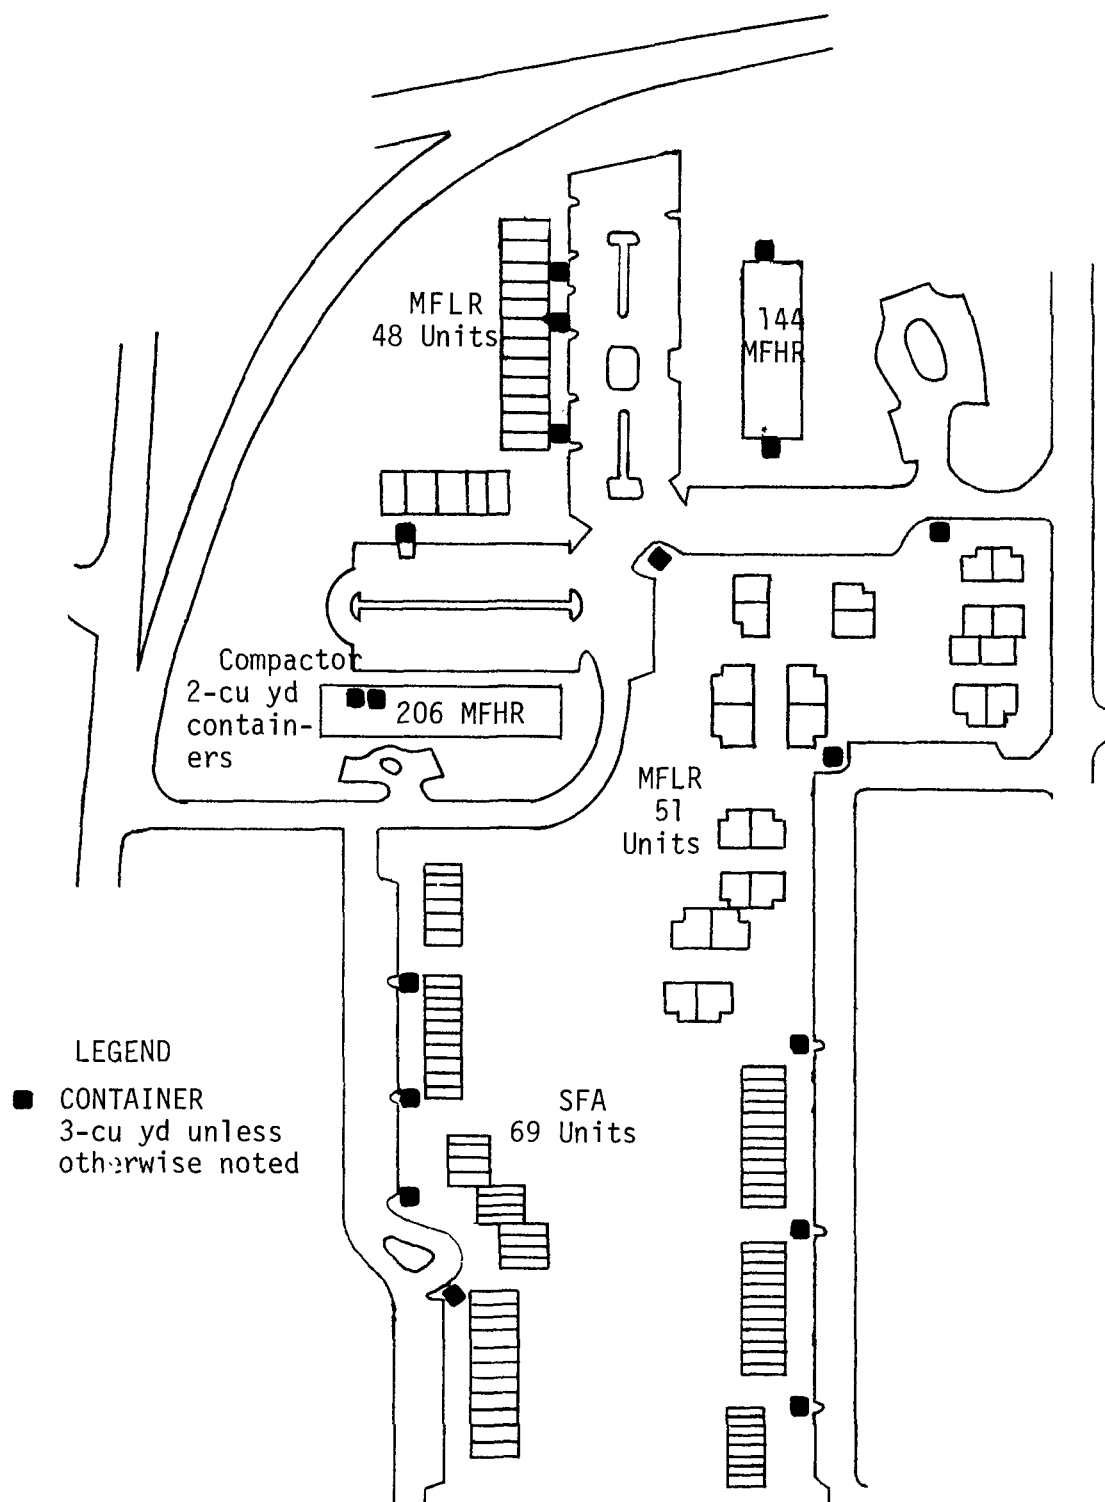 MFLR
48 Units
144
MFHR
Compactor
2-cu yd
contain-
ers
206 MFHR
MFLR
51
Units
LEGEND
CONTAINER
3-cu yd unless
otherwise noted
SFA
69 Units